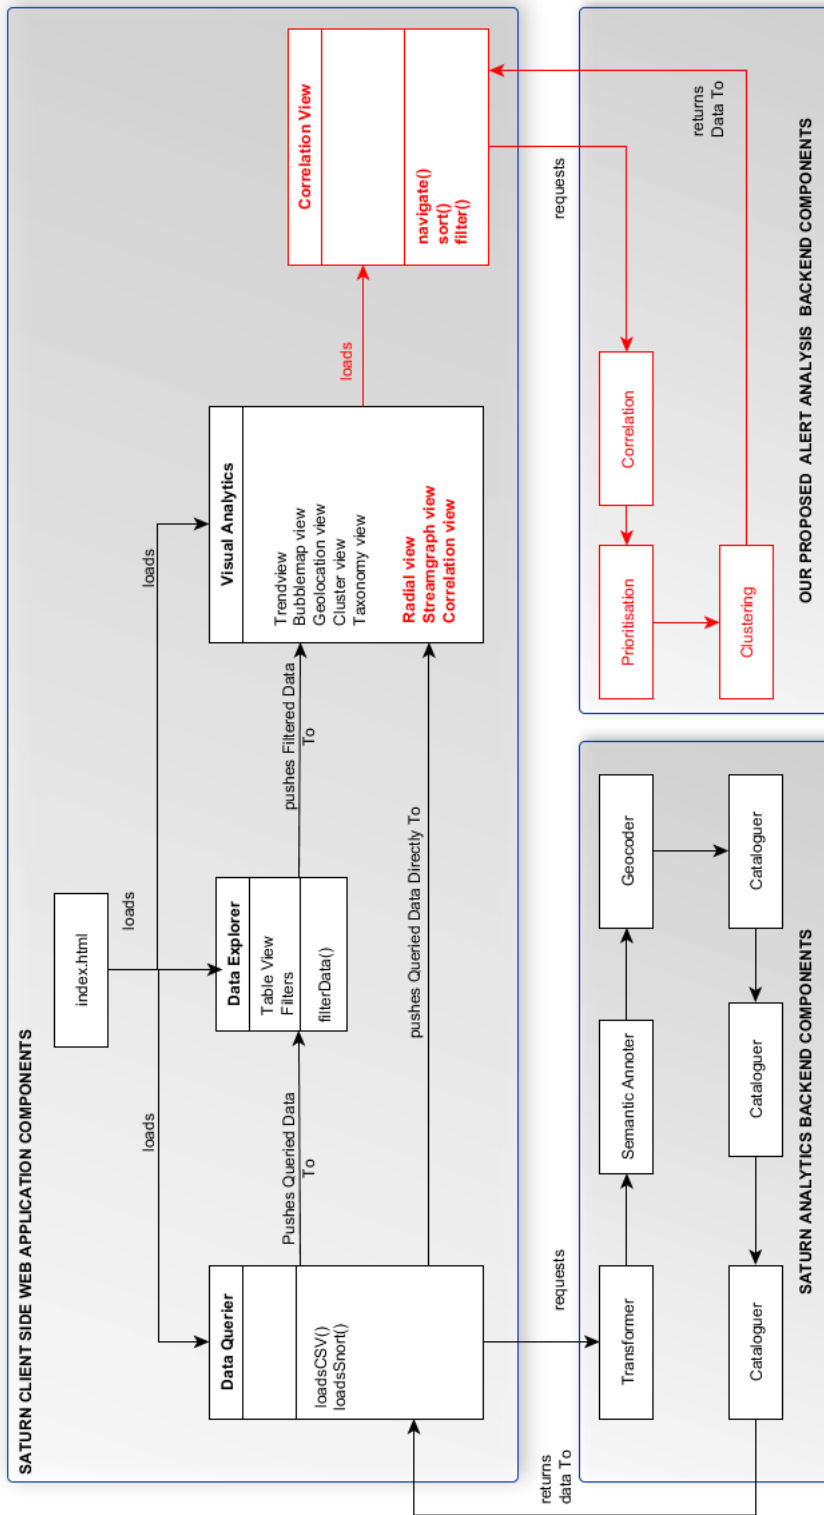 SATURN CLIENT SIDE WEB APPLICATION COMPONENTS
index.html
loads
loads
loads
Data Querier
loadsCSV()
loadsSnort()
Pushes Queried Data
To
Data Explorer
Table View
Filters
filterData()
pushes Filtered Data
To
pushes Queried Data Directly To
Visual Analytics
Trendview
Bubblemap view
Geolocation view
Cluster view
Taxonomy view
Radial view
Streamgraph view
Correlation view
loads
Correlation View
navigate()
sort()
filter()
returns
data To
requests
requests
returns
Data To
Transformer
Semantic Annoter
Geocoder
Cataloguer
Cataloguer
Cataloguer
SATURN ANALYTICS BACKEND COMPONENTS
Prioritisation
Correlation
Clustering
OUR PROPOSED ALERT ANALYSIS BACKEND COMPONENTS